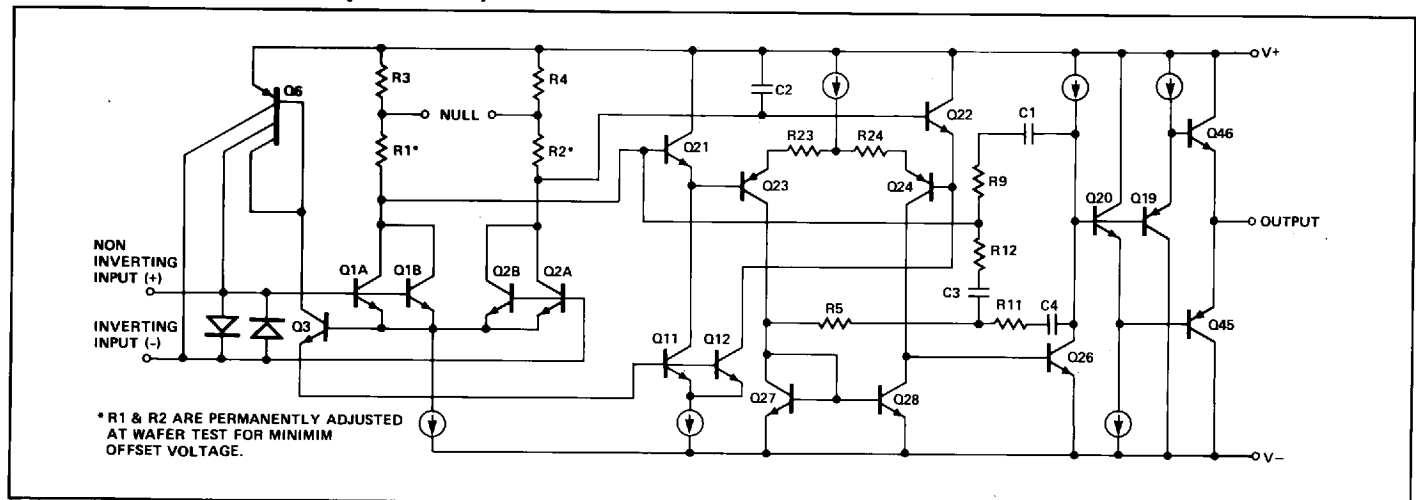 V+
Q6
R3
R4
C2
NULL
R1*
R2*
Q21
Q22
C1
R23
R24
Q46
Q23
Q24
R9
Q20
Q19
OUTPUT
NON
INVERTING
INPUT (+)
Q1A
Q1B
Q2B
Q2A
R12
C3
INVERTING
INPUT (-)
Q3
R5
R11
C4
Q45
Q11
Q12
Q26
Q27
Q28
* R1 & R2 ARE PERMANENTLY ADJUSTED
AT WAFER TEST FOR MINIMIM
OFFSET VOLTAGE.
V-